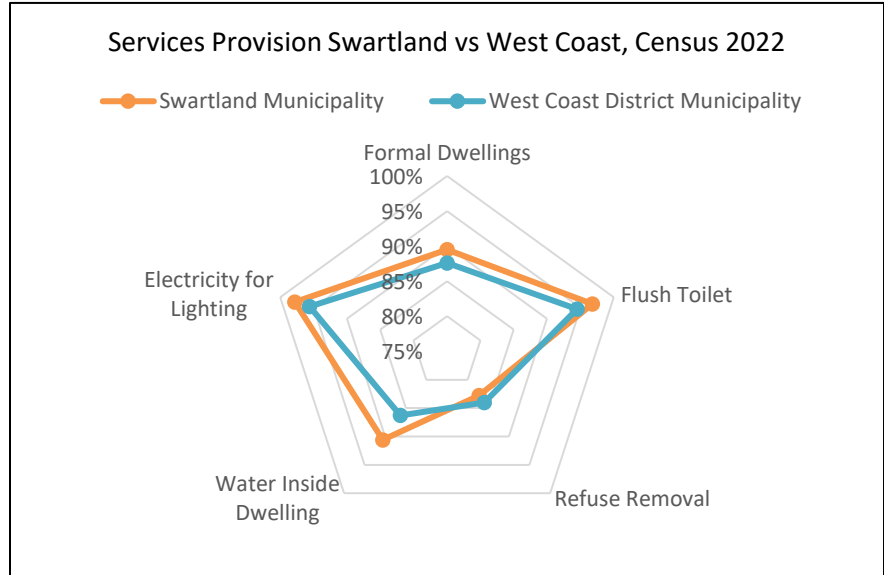 Services Provision Swartland vs West Coast, Census 2022
Swartland Municipality
West Coast District Municipality
Formal Dwellings
100%
95%
90%
85%
80%
75%
Electricity for
Lighting
Flush Toilet
Water Inside
Dwelling
Refuse Removal